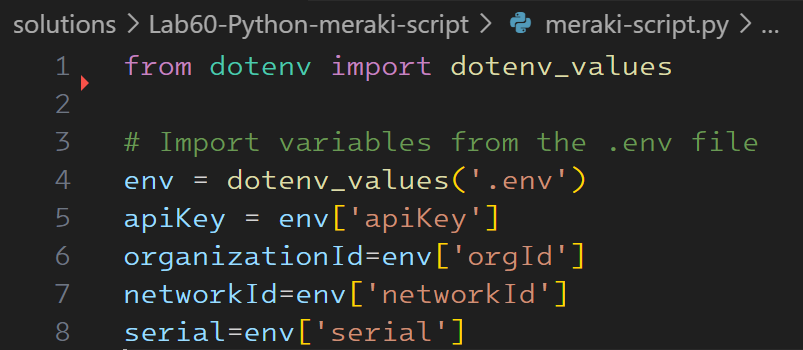 solutions > Lab60-Python-meraki-script > meraki-script.py > ...
1 from dotenv import dotenv_values
2
3 # Import variables from the .env file
4 env = dotenv_values('.env')
5 apiKey = env['apiKey']
6 organizationId=env['orgId']
7 networkId=env['networkId']
8 serial=env['serial']